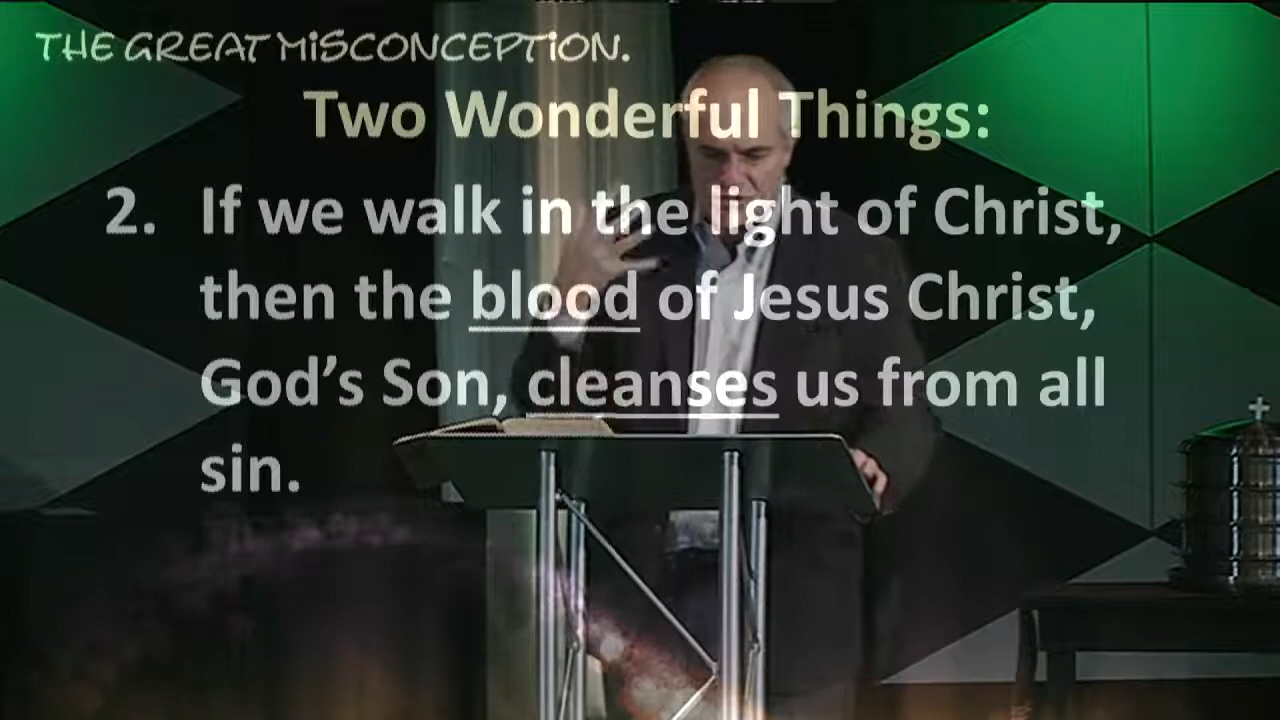 THE GREAT MISCONCEPTION.
Two Wonderful Things:
2. If we walk in the light of Christ,
then the blood of Jesus Christ,
God's Son, cleanses us from all
sin.